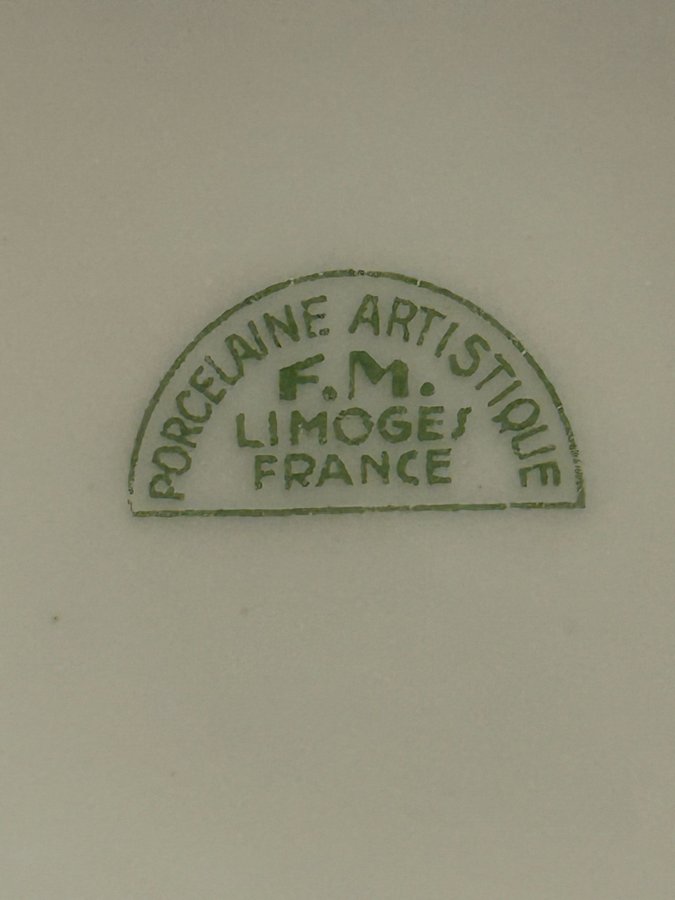 PORCELAINE ARTISTIQUE
F.M.
LIMOGES
FRANCE